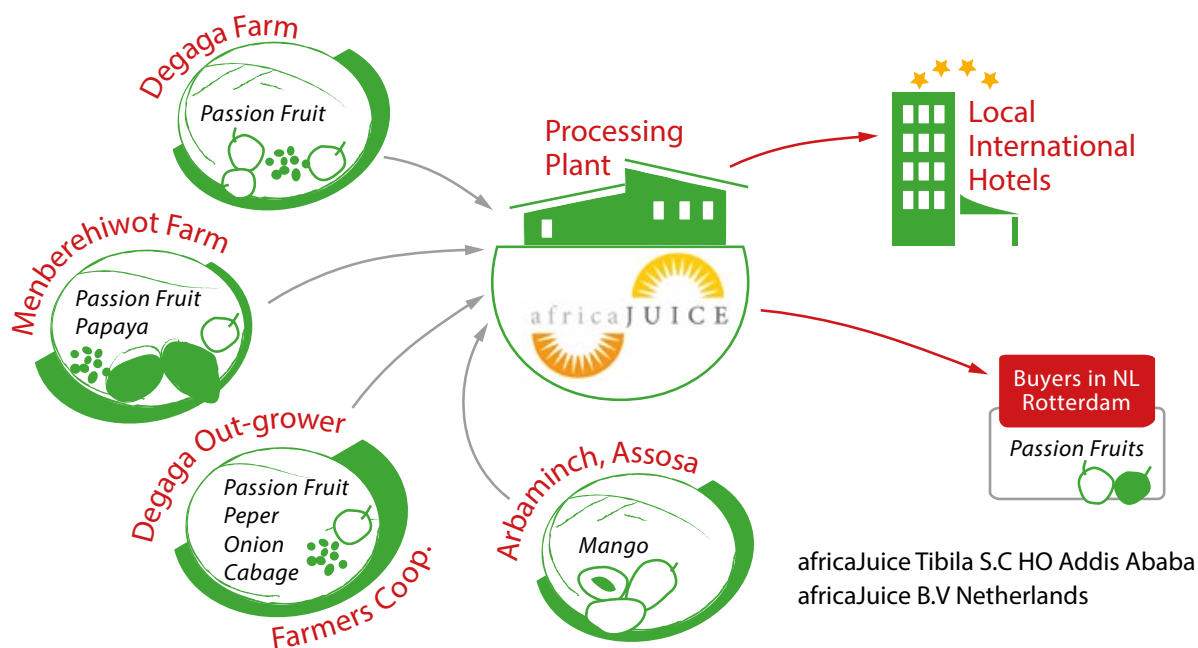 Degaga Farm
Passion Fruit
Menberehiwot Farm
Passion Fruit
Papaya
Degaga Out-grower
Farmers Coop.
Passion Fruit
Peper
Onion
Cabage
Arbaminch, Assosa
Mango
Processing
Plant
africaJUICE
Local
International
Hotels
Buyers in NL
Rotterdam
Passion Fruits
africaJuice Tibila S.C HO Addis Ababa
africaJuice B.V Netherlands